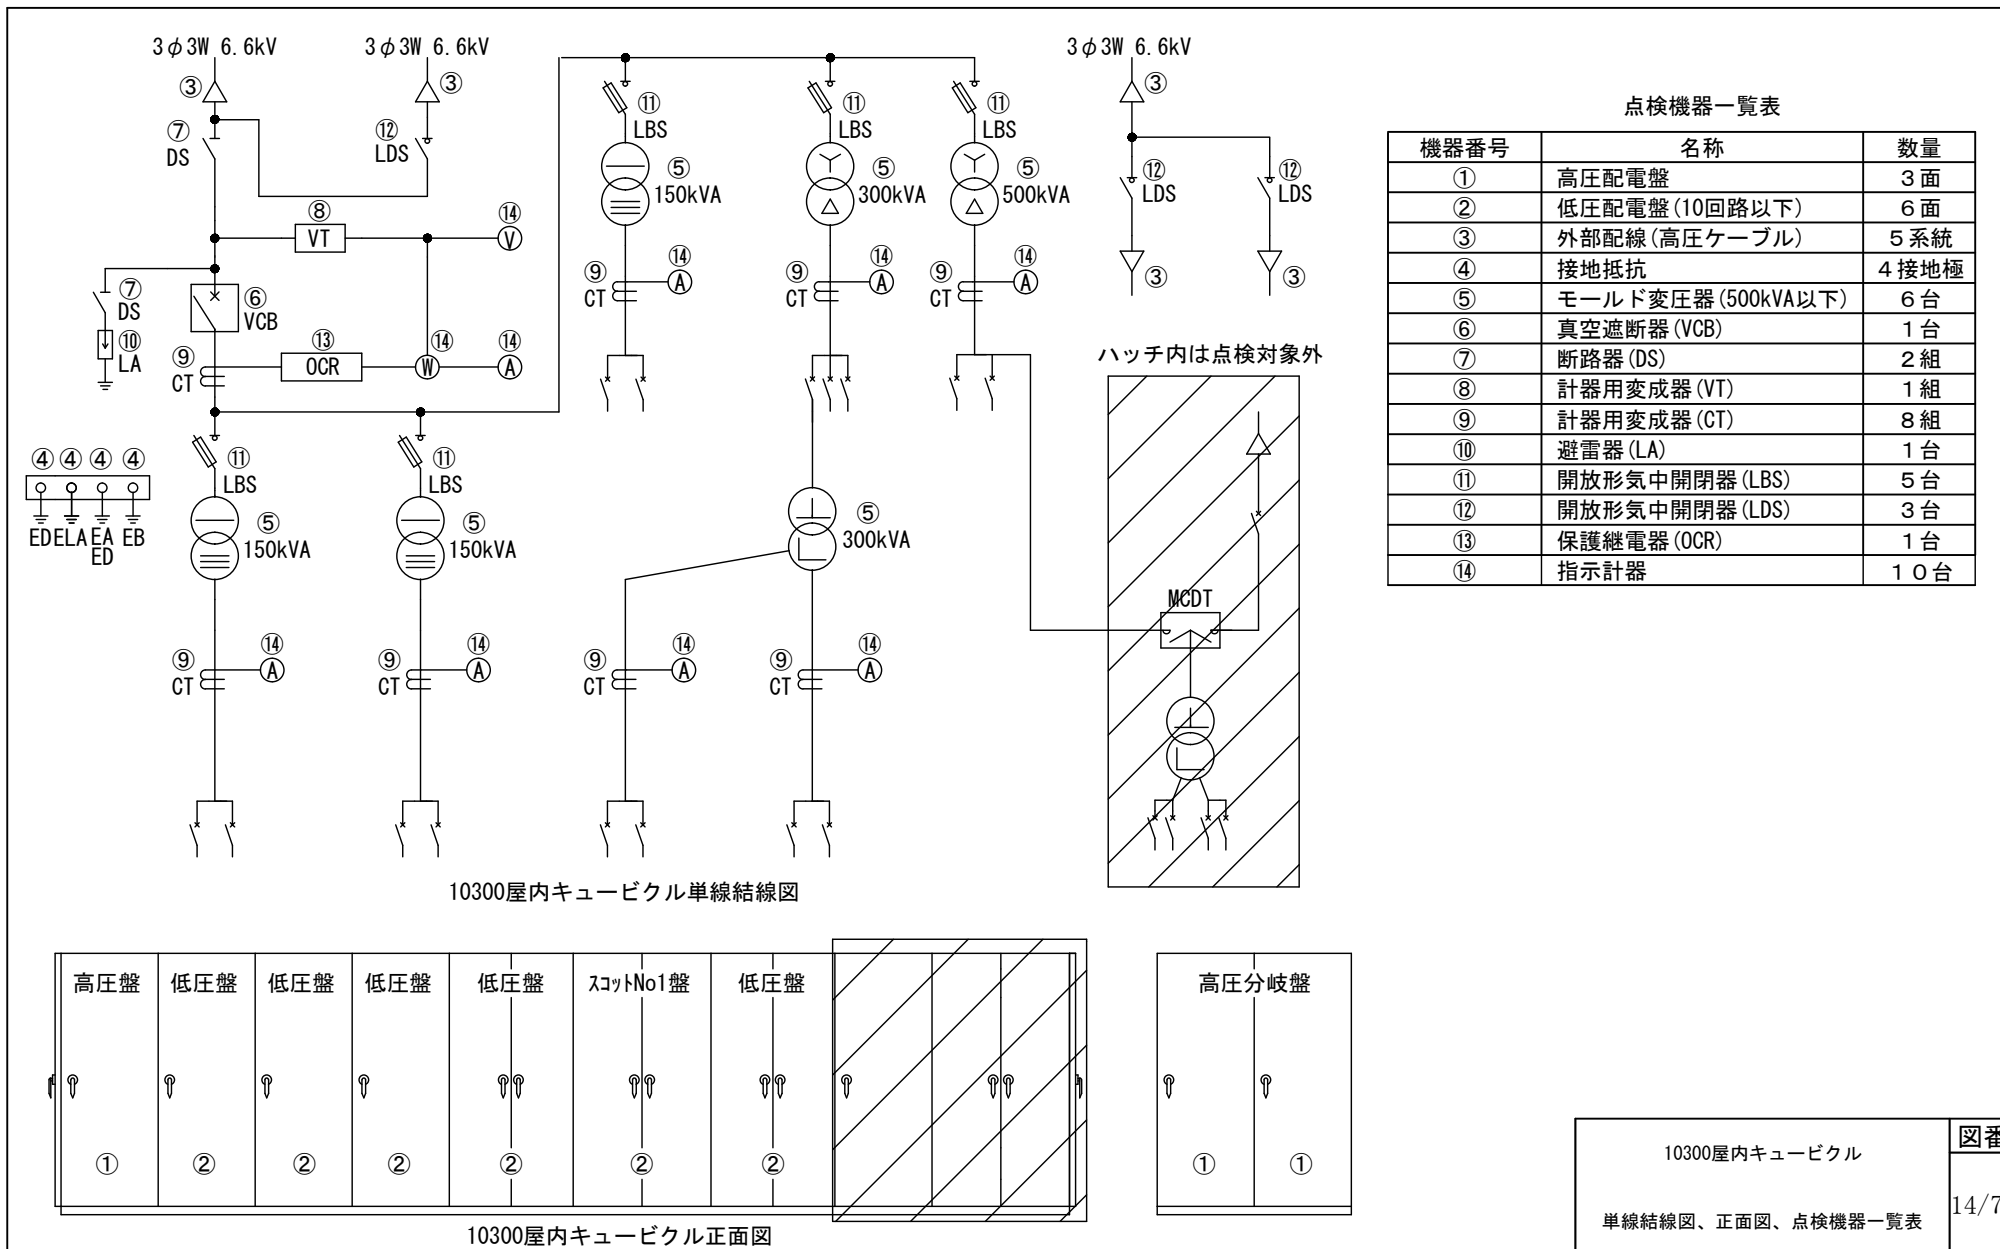 3φ3W 6.6kV
3φ3W 6.6kV
3φ3W 6.6kV
③
③
③
⑦
DS
⑫
LDS
⑪
LBS
⑪
LBS
⑪
LBS
⑫
LDS
⑫
LDS
⑤
150kVA
⑤
300kVA
⑤
500kVA
⑧
VT
⑭
V
⑨
CT
⑭
A
⑨
CT
⑭
A
⑨
CT
⑭
A
③
③
⑦
DS
⑥
VCB
⑩
LA
⑨
CT
⑬
OCR
⑭
W
⑭
A
ハッチ内は点検対象外
④ ④ ④ ④
ED ELA EA EB
ED
⑪
LBS
⑪
LBS
⑤
150kVA
⑤
150kVA
⑤
300kVA
MCDT
⑨
CT
⑭
A
⑨
CT
⑭
A
⑨
CT
⑭
A
⑨
CT
⑭
A
10300屋内キュービクル単線結線図
点検機器一覧表
機器番号 名称 数量
① 高圧配電盤 3面
② 低圧配電盤(10回路以下) 6面
③ 外部配線(高圧ケーブル) 5系統
④ 接地抵抗 4接地極
⑤ モールド変圧器(500kVA以下) 6台
⑥ 真空遮断器(VCB) 1台
⑦ 断路器(DS) 2組
⑧ 計器用変成器(VT) 1組
⑨ 計器用変成器(CT) 8組
⑩ 避雷器(LA) 1台
⑪ 開放形気中開閉器(LBS) 5台
⑫ 開放形気中開閉器(LDS) 3台
⑬ 保護継電器(OCR) 1台
⑭ 指示計器 10台
高圧盤 低圧盤 低圧盤 低圧盤 低圧盤 ｽｺｯﾄNo1盤 低圧盤 高圧分岐盤
① ② ② ② ② ② ② ① ①
10300屋内キュービクル正面図
10300屋内キュービクル
単線結線図、正面図、点検機器一覧表
図番
14/7